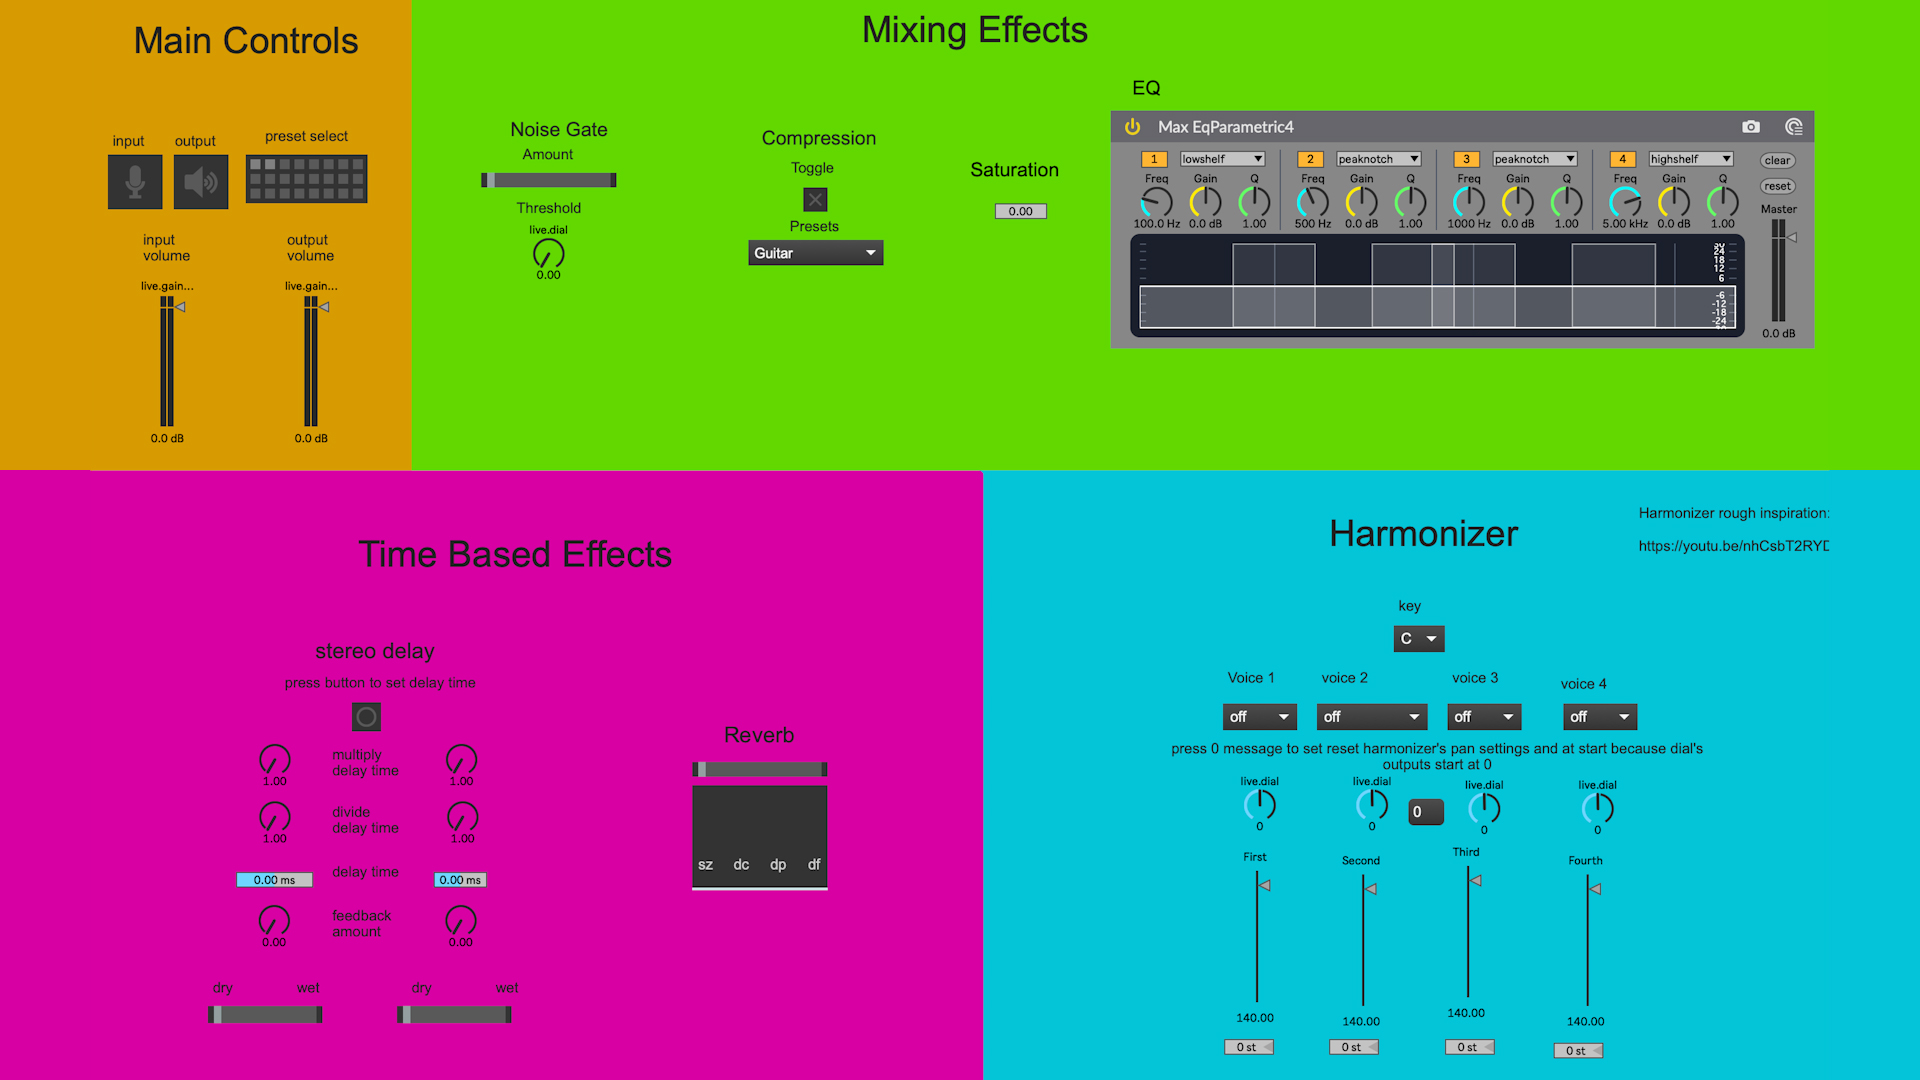 Main Controls
input
output
preset select
input
volume
output
volume
live.gain...
live.gain...
0.0 dB
0.0 dB
Mixing Effects
Noise Gate
Amount
Threshold
live.dial
0.00
Compression
Toggle
Presets
Guitar
Saturation
0.00
EQ
Max EqParametric4
1 lowshelf
2 peaknotch
3 peaknotch
4 highshelf
clear
Freq Gain Q Freq Gain Q Freq Gain Q Freq Gain Q
reset
Master
100.0 Hz 0.0 dB 1.00 500 Hz 0.0 dB 1.00 1000 Hz 0.0 dB 1.00 5.00 kHz 0.0 dB 1.00
24
18
12
6
-6
-12
-18
-24
0.0 dB
Time Based Effects
stereo delay
press button to set delay time
multiply
delay time
1.00
1.00
divide
delay time
1.00
1.00
0.00 ms
delay time
0.00 ms
feedback
amount
0.00
0.00
dry wet
dry wet
Reverb
sz dc dp df
Harmonizer
Harmonizer rough inspiration:
https://youtu.be/nhCsbT2RYD
key
C
Voice 1
voice 2
voice 3
voice 4
off
off
off
off
press 0 message to set reset harmonizer's pan settings and at start because dial's
outputs start at 0
live.dial
live.dial
live.dial
live.dial
0
0
0
0
0
First
Second
Third
Fourth
140.00
140.00
140.00
140.00
0 st
0 st
0 st
0 st